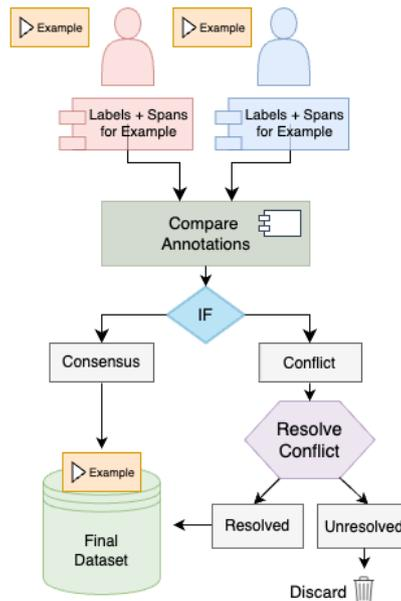 Example
Example
Labels + Spans
for Example
Labels + Spans
for Example
Compare
Annotations
IF
Consensus
Conflict
Example
Resolve
Conflict
Final
Dataset
Resolved
Unresolved
Discard